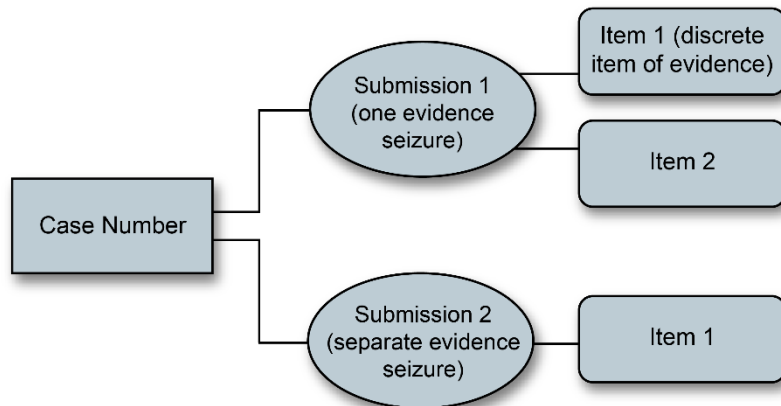 Case Number
Submission 1
(one evidence
seizure)
Item 1 (discrete
item of evidence)
Item 2
Submission 2
(separate evidence
seizure)
Item 1